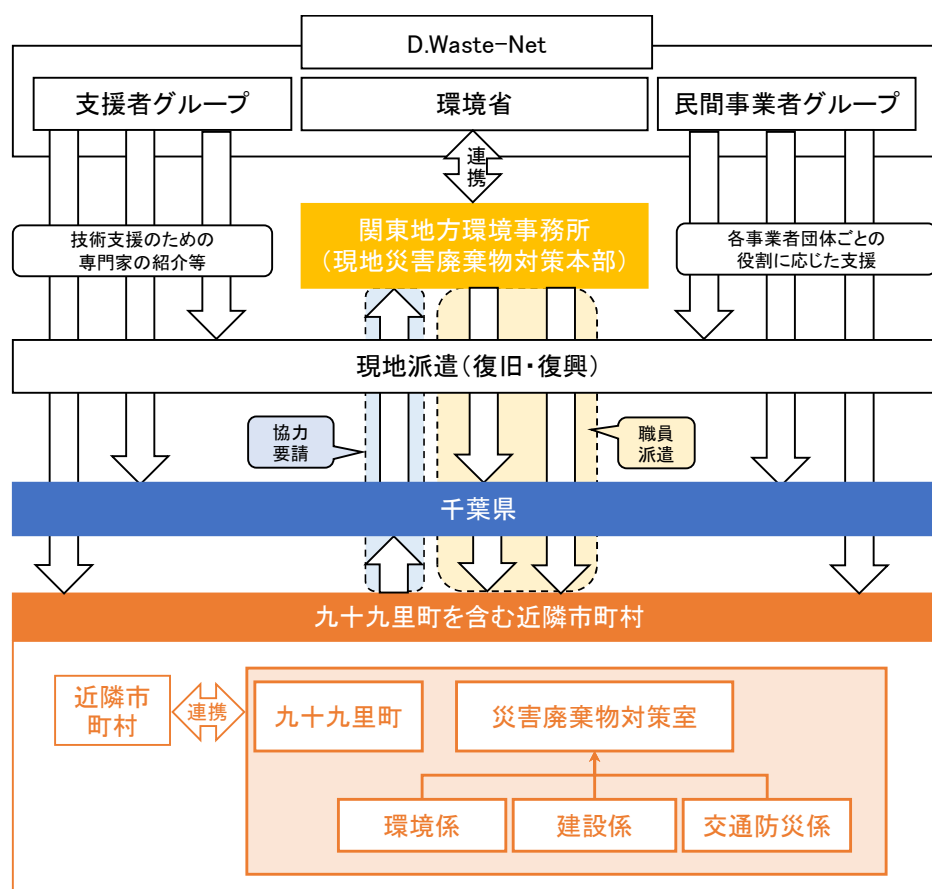 D.Waste-Net
支援者グループ
環境省
民間事業者グループ
連
携
関東地方環境事務所
（現地災害廃棄物対策本部）
技術支援のための
専門家の紹介等
各事業者団体ごとの
役割に応じた支援
現地派遣（復旧・復興）
協力
要請
職員
派遣
千葉県
九十九里町を含む近隣市町村
近隣市
町村
連携
九十九里町
災害廃棄物対策室
環境係
建設係
交通防災係